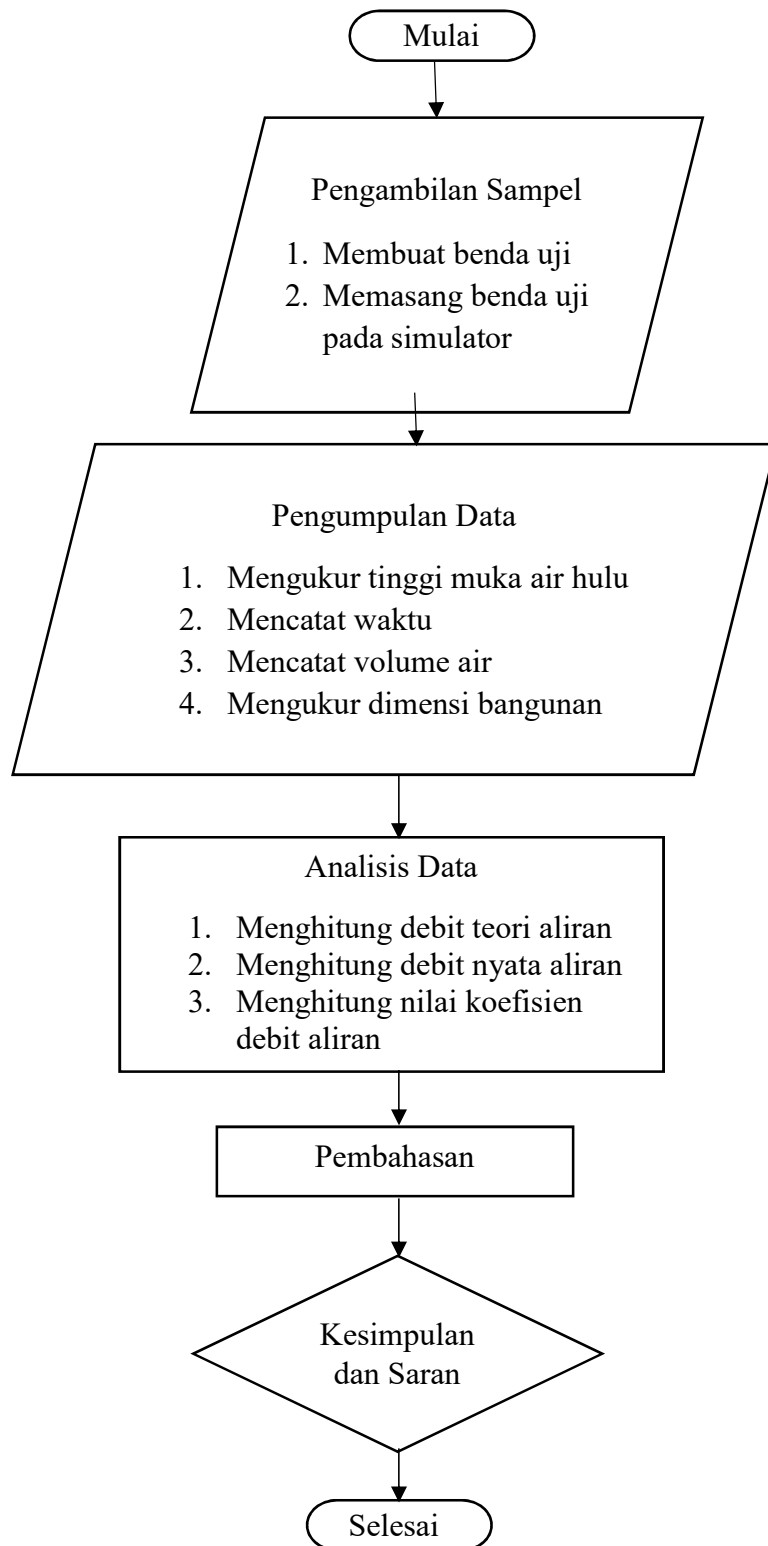 Mulai
Pengambilan Sampel
1. Membuat benda uji
2. Memasang benda uji
pada simulator
Pengumpulan Data
1. Mengukur tinggi muka air hulu
2. Mencatat waktu
3. Mencatat volume air
4. Mengukur dimensi bangunan
Analisis Data
1. Menghitung debit teori aliran
2. Menghitung debit nyata aliran
3. Menghitung nilai koefisien
debit aliran
Pembahasan
Kesimpulan
dan Saran
Selesai